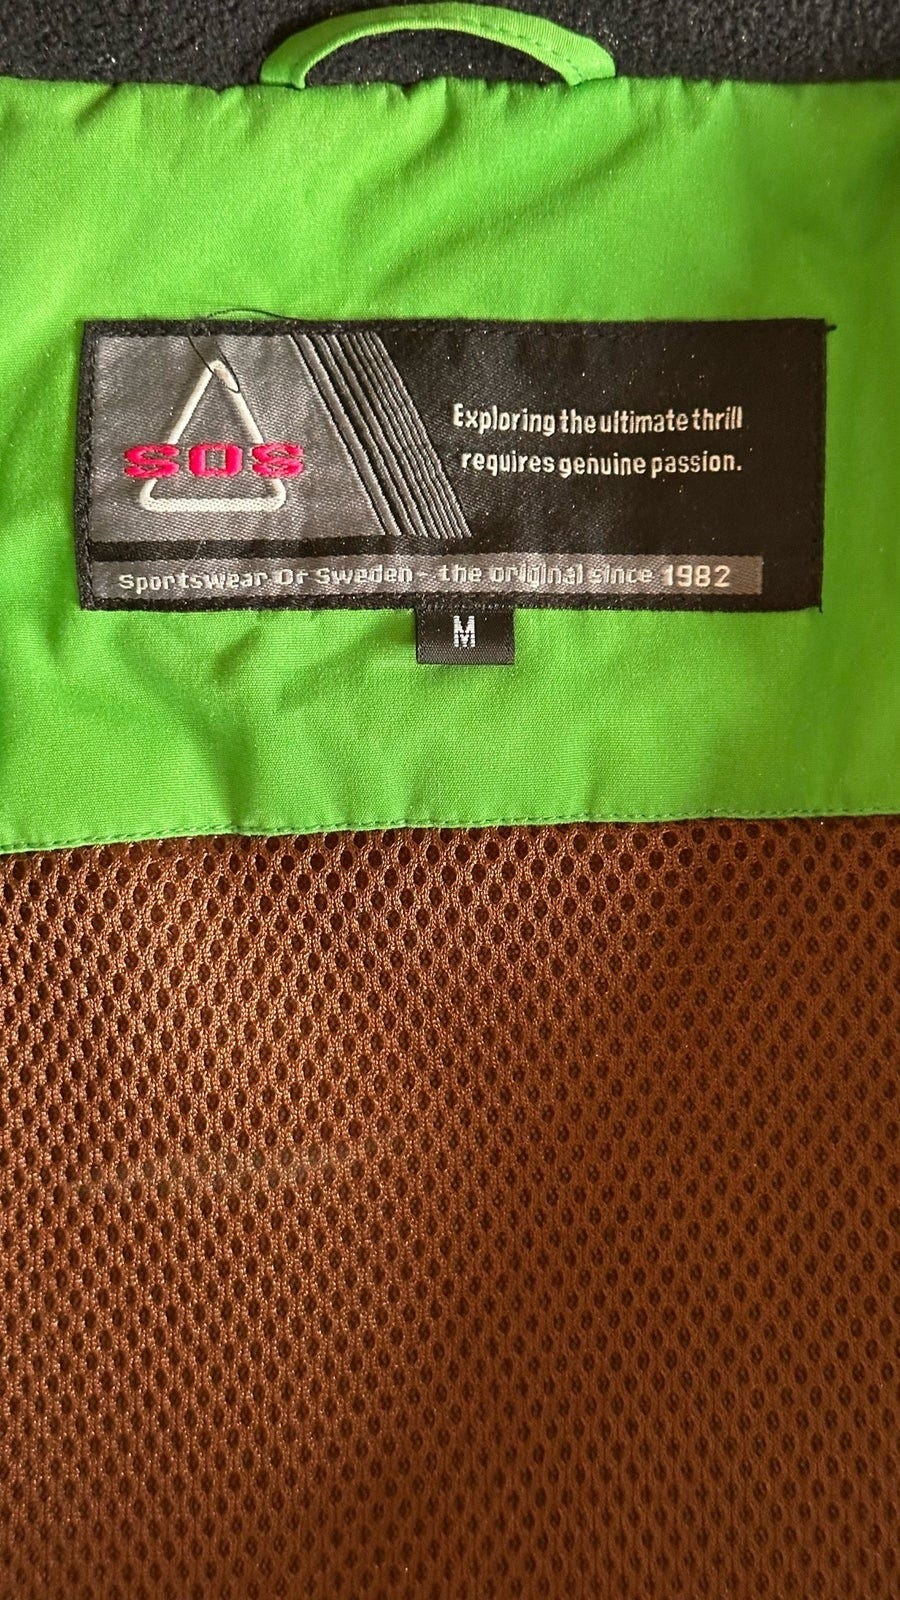 SOS
Exploring the ultimate thrill
requires genuine passion.
Sportswear Of Sweden - the original since 1982
M